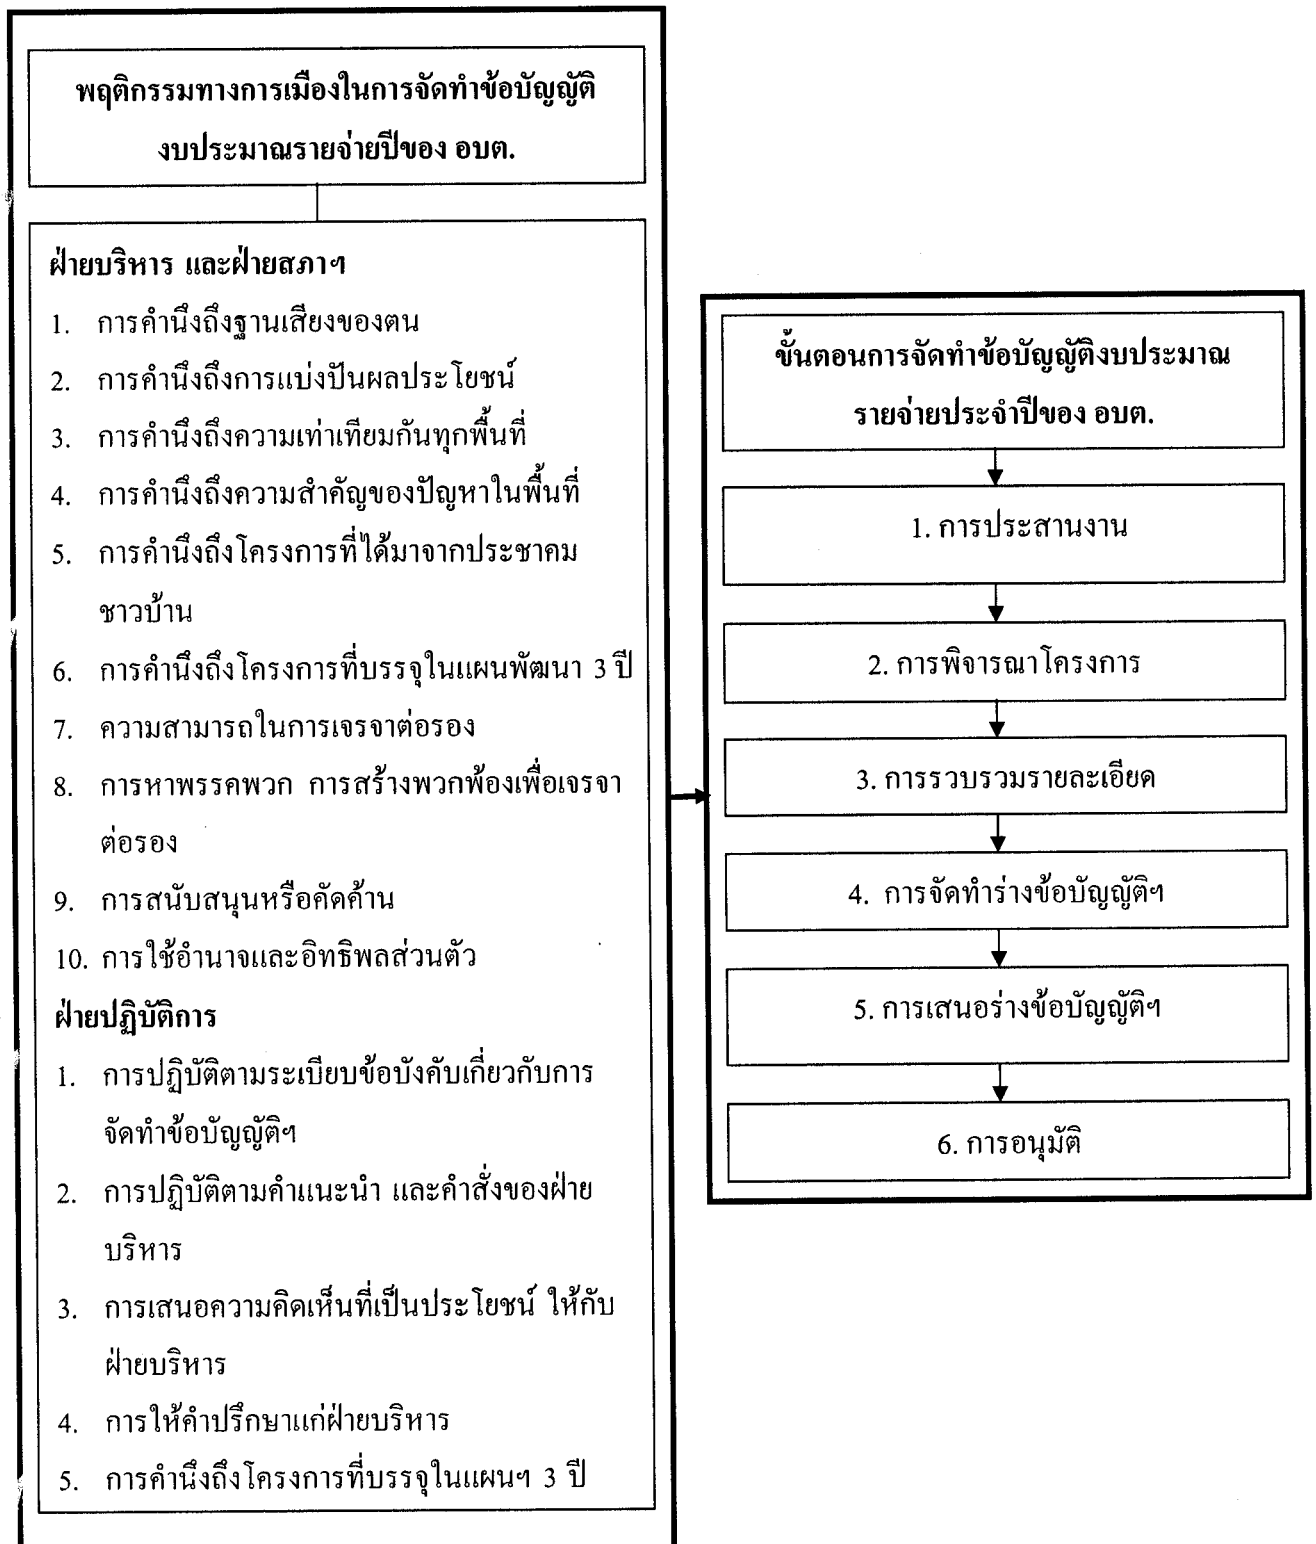 พฤติกรรมทางการเมืองในการจัดทำข้อบัญญัติ
งบประมาณรายจ่ายปีของ อบต.
ฝ่ายบริหาร และฝ่ายสภาฯ
1. การคำนึงถึงฐานเสียงของตน
2. การคำนึงถึงการแบ่งปันผลประโยชน์
3. การคำนึงถึงความเท่าเทียมกันทุกพื้นที่
4. การคำนึงถึงความสำคัญของปัญหาในพื้นที่
5. การคำนึงถึงโครงการที่ได้มาจากประชาคม
ชาวบ้าน
6. การคำนึงถึงโครงการที่บรรจุในแผนพัฒนา 3 ปี
7. ความสามารถในการเจรจาต่อรอง
8. การหาพรรคพวก การสร้างพวกพ้องเพื่อเจรจา
ต่อรอง
9. การสนับสนุนหรือคัดค้าน
10. การใช้อำนาจและอิทธิพลส่วนตัว
ฝ่ายปฏิบัติการ
1. การปฏิบัติตามระเบียบข้อบังคับเกี่ยวกับการ
จัดทำข้อบัญญัติฯ
2. การปฏิบัติตามคำแนะนำ และคำสั่งของฝ่าย
บริหาร
3. การเสนอความคิดเห็นที่เป็นประโยชน์ ให้กับ
ฝ่ายบริหาร
4. การให้คำปรึกษาแก่ฝ่ายบริหาร
5. การคำนึงถึงโครงการที่บรรจุในแผนฯ 3 ปี
ขั้นตอนการจัดทำข้อบัญญัติงบประมาณ
รายจ่ายประจำปีของ อบต.
1. การประสานงาน
2. การพิจารณาโครงการ
3. การรวบรวมรายละเอียด
4. การจัดทำร่างข้อบัญญัติฯ
5. การเสนอร่างข้อบัญญัติฯ
6. การอนุมัติ